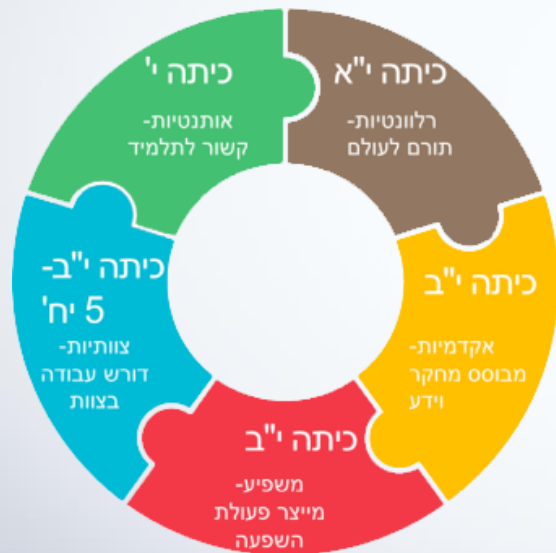 כיתה י'
אותנטיות-
קשור לתלמיד
כיתה י"א
רלוונטיות-
תורם לעולם
כיתה י"ב
אקדמיות-
מבוסס מחקר
וידע
כיתה י"ב
משפיע-
מייצר פעולת
השפעה
כיתה י"ב-
5 יח'
צוותיות-
דורש עבודה
בצוות